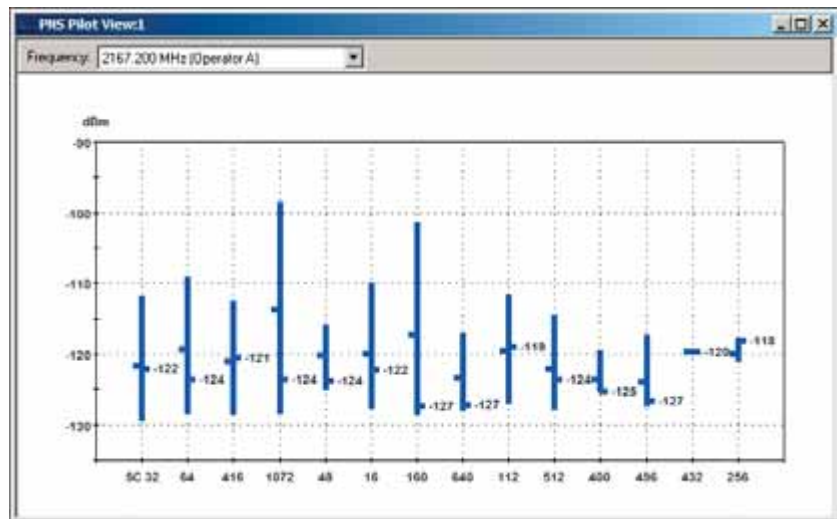 PNS Pilot View:1
Frequency: 2167.200 MHz (Operator A)
dBm
-90
-100
-110
-120
-130
-122 -124 -121 -124 -124 -122 -127 -127 -119 -124 -125 -127 -120 -118
SC 32 64 416 1072 48 16 160 640 112 512 400 496 432 256